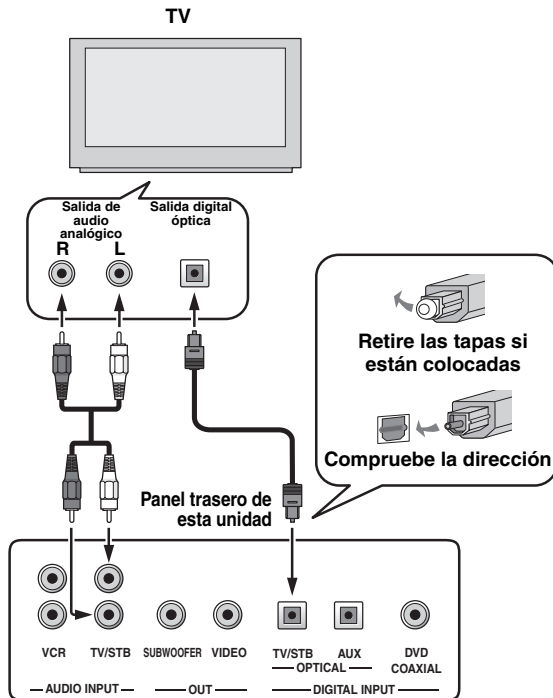 TV
Salida de
audio
analógico
Salida digital
óptica
R L
Retire las tapas si
están colocadas
Compruebe la dirección
Panel trasero de
esta unidad
VCR TV/STB SUBWOOFER VIDEO TV/STB AUX DVD
OPTICAL COAXIAL
AUDIO INPUT OUT DIGITAL INPUT